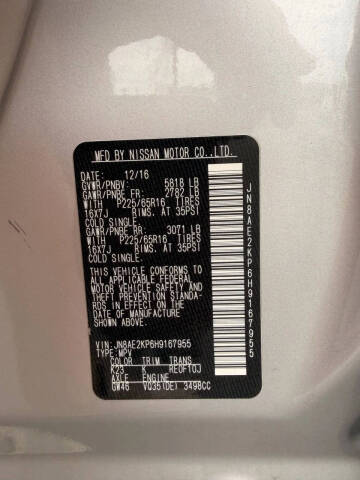 MFD BY NISSAN MOTOR CO.,LTD.
DATE: 12/16
GVWR/PNBV: 5818 LB
GAWR/PNBE FR: 2782 LB
WITH P225/65R16 TIRES
16X7J RIMS. AT 35PSI
COLD SINGLE.
GAWR/PNBE RR: 3071 LB
WITH P225/65R16 TIRES
16X7J RIMS. AT 35PSI
COLD SINGLE.
THIS VEHICLE CONFORMS TO
ALL APPLICABLE FEDERAL
MOTOR VEHICLE SAFETY
AND THEFT PREVENTION STANDA-
RDS IN EFFECT ON THE DATE
OF MANUFACTURE SHOWN
ABOVE.
VIN: JN8AE2KP6H9167955
TYPE:MPV
COLOR TRIM TRANS
K23 K RE0F10J
AXLE ENGINE
GW46 VQ35(DE) 3498CC
JN8AE2KP6H9167955